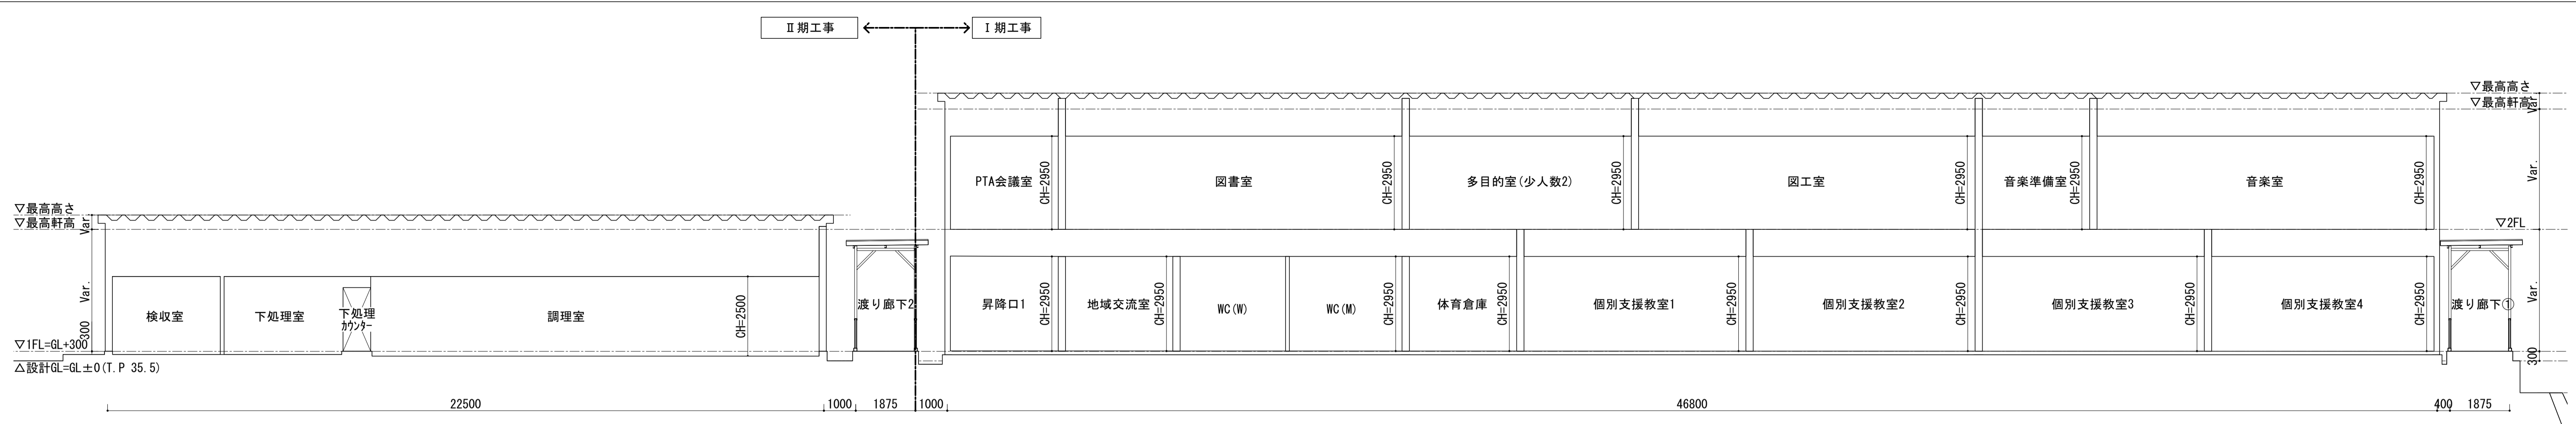 Ⅱ期工事
Ⅰ期工事
▽最高高さ
▽最高軒高
Var.
Var.
PTA会議室
CH=2950
図書室
CH=2950
多目的室(少人数2)
CH=2950
図工室
CH=2950
音楽準備室
CH=2950
音楽室
CH=2950
▽最高高さ
▽最高軒高
Var.
Var.
▽2FL
検収室
下処理室
下処理
ｶｳﾝﾀｰ
調理室
CH=2500
渡り廊下2
昇降口1
CH=2950
地域交流室
CH=2950
WC(W)
WC(M)
CH=2950
体育倉庫
CH=2950
個別支援教室1
CH=2950
個別支援教室2
CH=2950
個別支援教室3
CH=2950
個別支援教室4
CH=2950
渡り廊下①
Var.
300
▽1FL=GL+300
300
△設計GL=GL±0(T.P 35.5)
22500
1000
1875
1000
46800
400
1875